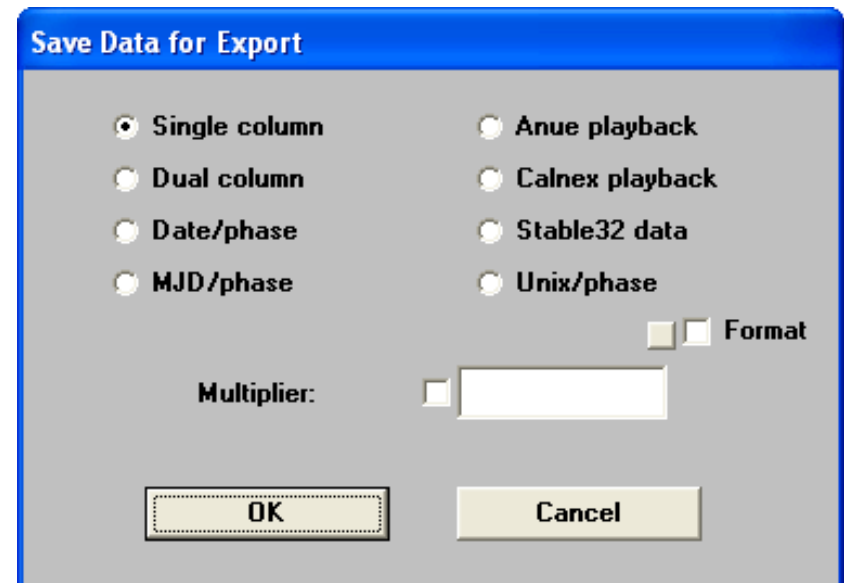 Save Data for Export
Single column
Anue playback
Dual column
Calnex playback
Date/phase
Stable32 data
MJD/phase
Unix/phase
Format
Multiplier:
OK
Cancel